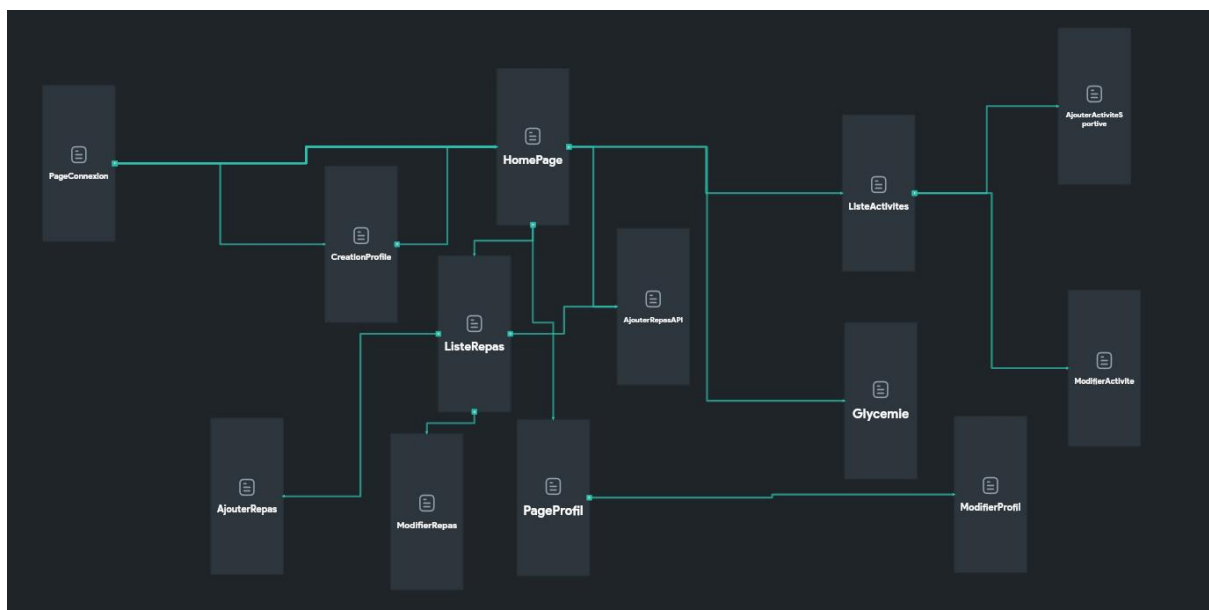 AjouterActiviteS
portive
HomePage
PageConnexion
ListeActivites
CreationProfile
AjouterRepasAPI
ListeRepas
ModifierActivite
Glycemie
AjouterRepas
ModifierRepas
PageProfil
ModifierProfil